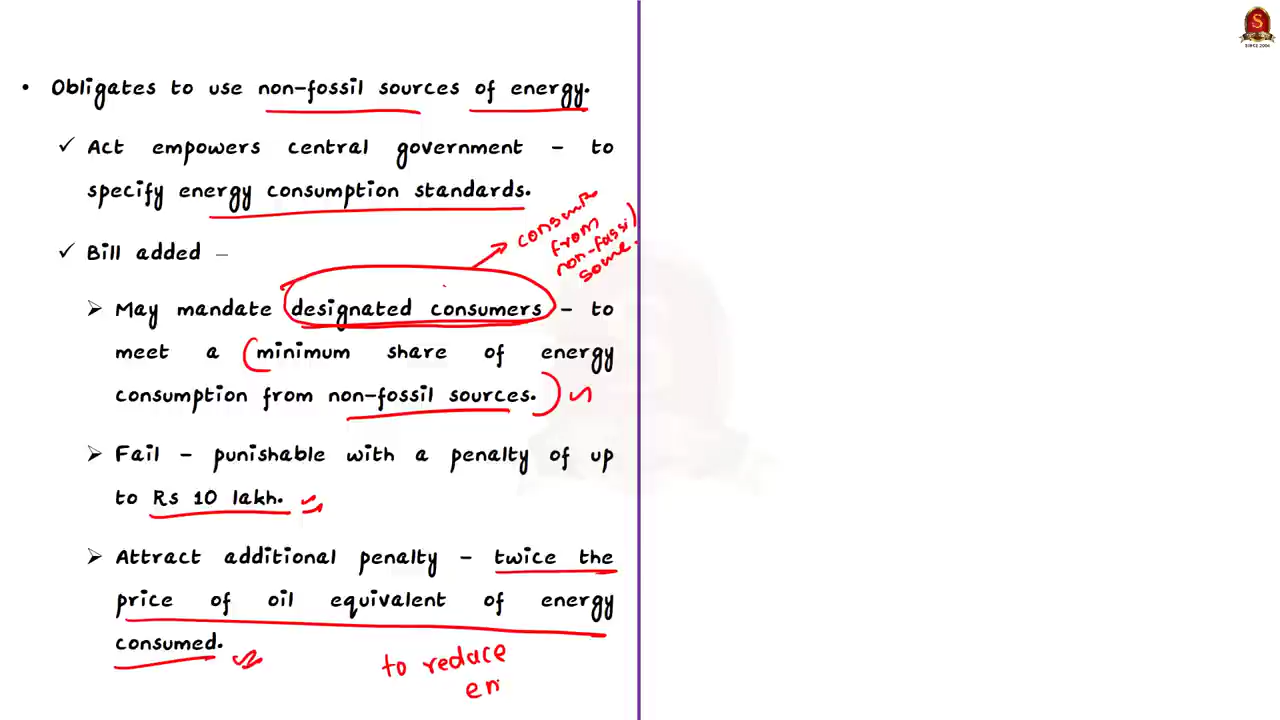 • Obligates to use non-fossil sources of energy.
✓ Act empowers central government - to
specify energy consumption standards.
✓ Bill added -
➤ May mandate designated consumers - to
meet a minimum share of energy
consumption from non-fossil sources.
➤ Fail - punishable with a penalty of up
to Rs 10 lakh.
➤ Attract additional penalty - twice the
price of oil equivalent of energy
consumed.
consume
from
non-fossil
to reduce
en
S
SINCE 2004